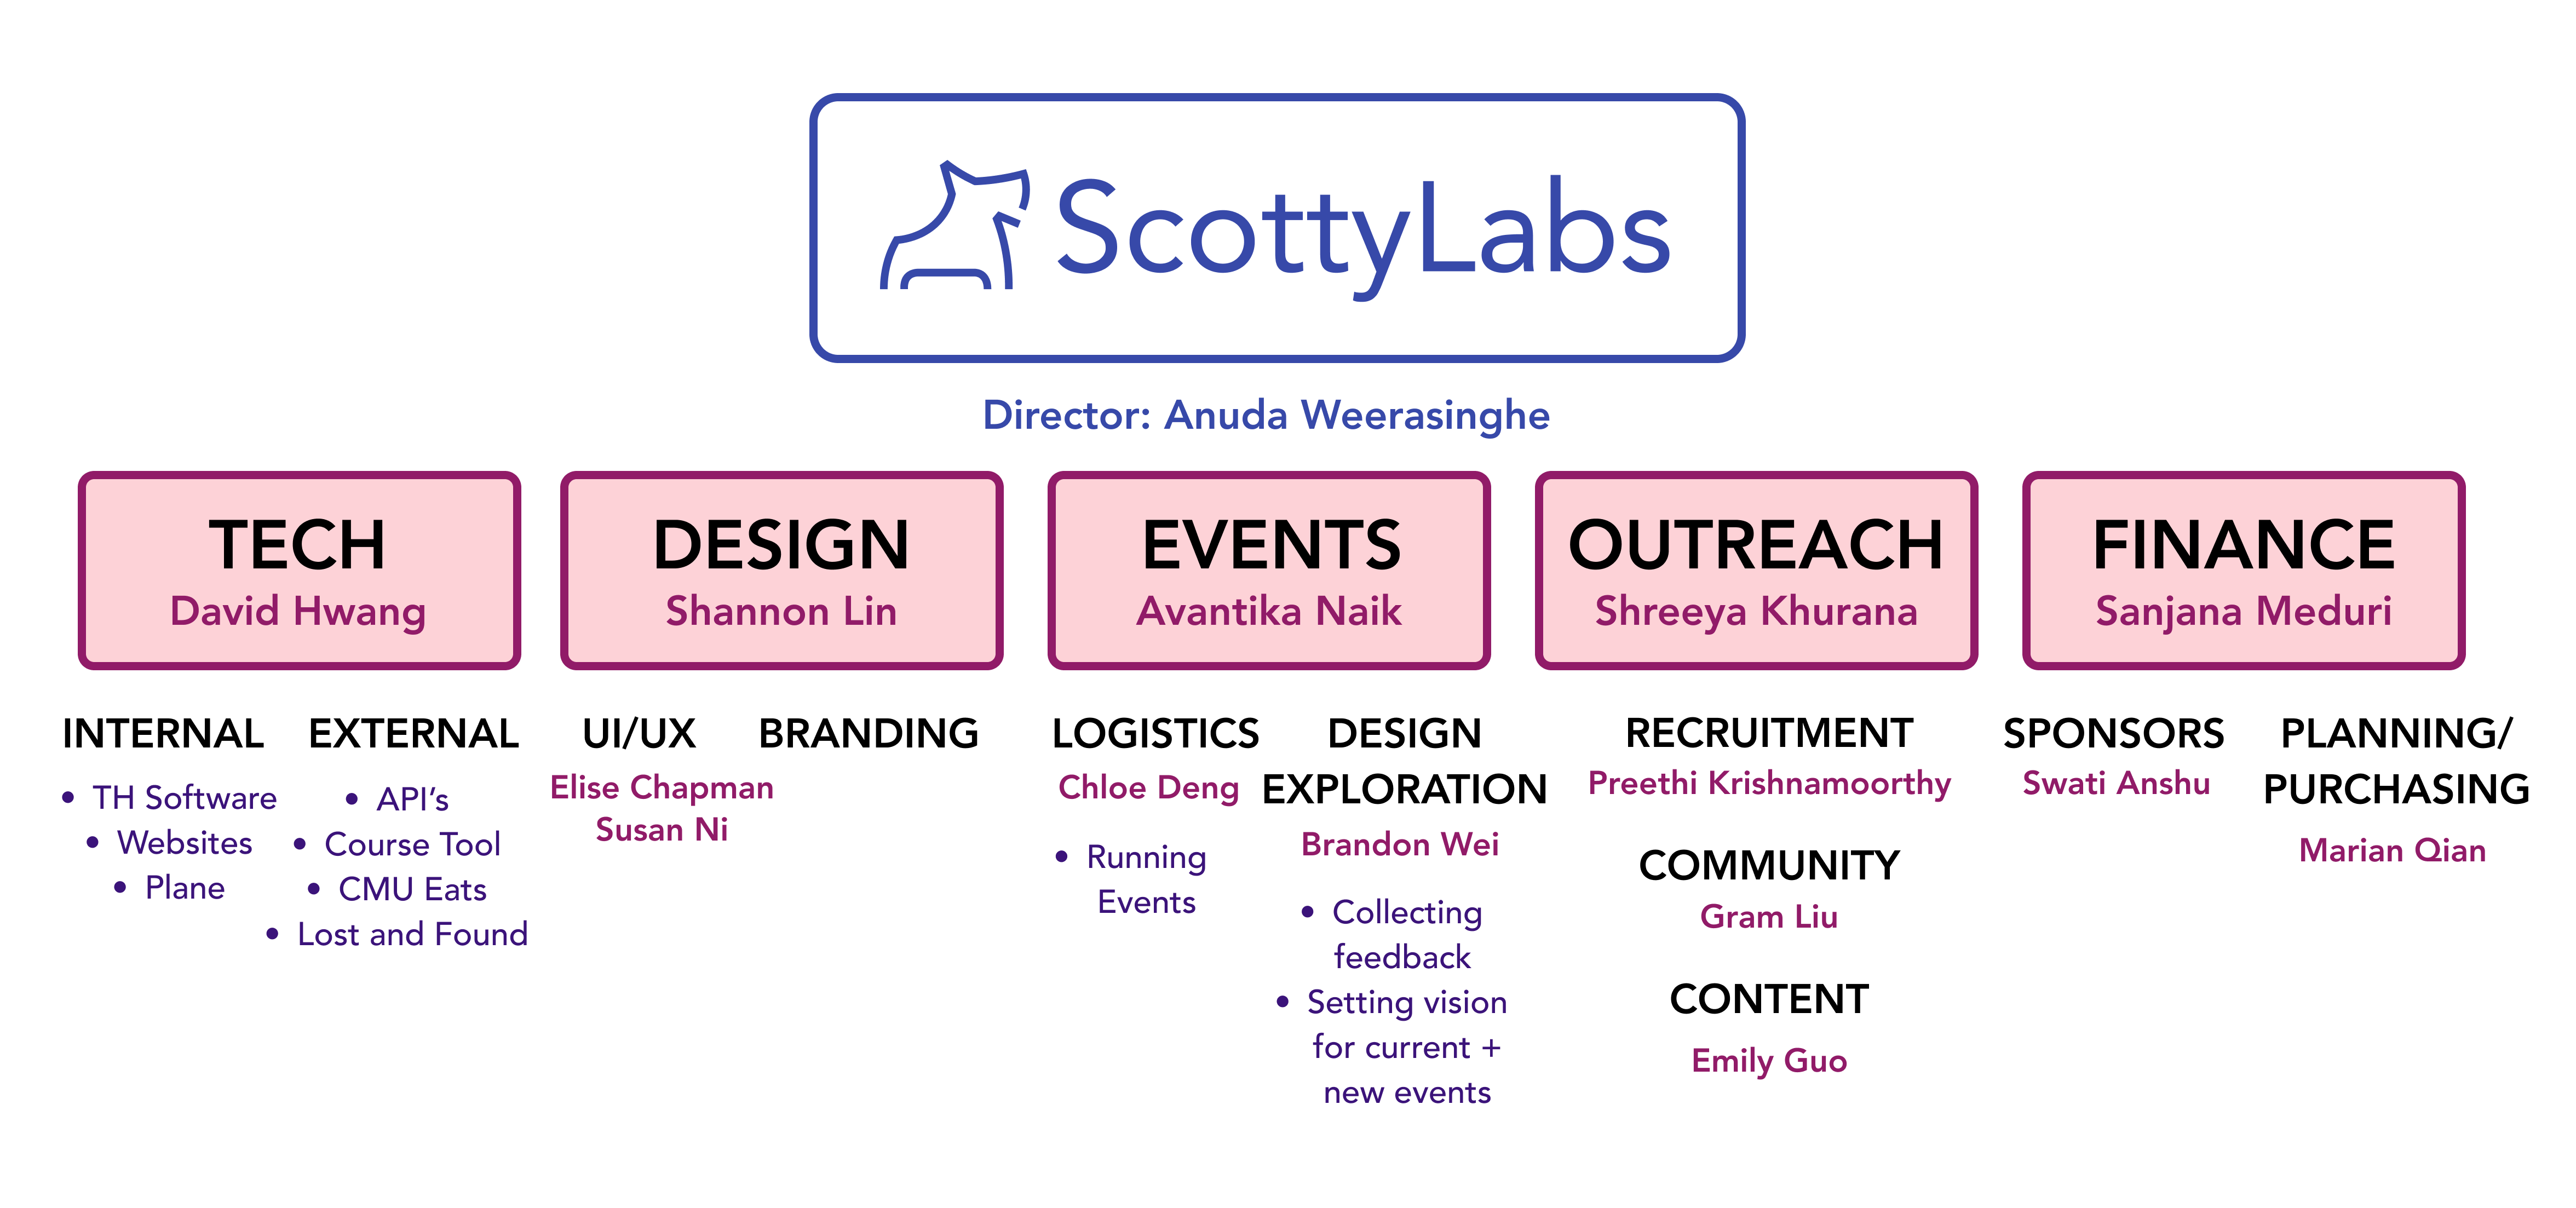 ScottyLabs
Director: Anuda Weerasinghe
TECH
David Hwang
INTERNAL
• TH Software
• Websites
• Plane
EXTERNAL
• API’s
• Course Tool
• CMU Eats
• Lost and Found
DESIGN
Shannon Lin
UI/UX
Elise Chapman
Susan Ni
BRANDING
EVENTS
Avantika Naik
LOGISTICS
Chloe Deng
• Running
Events
DESIGN
EXPLORATION
Brandon Wei
• Collecting
feedback
• Setting vision
for current +
new events
OUTREACH
Shreeya Khurana
RECRUITMENT
Preethi Krishnamoorthy
COMMUNITY
Gram Liu
CONTENT
Emily Guo
FINANCE
Sanjana Meduri
SPONSORS
Swati Anshu
PLANNING/
PURCHASING
Marian Qian